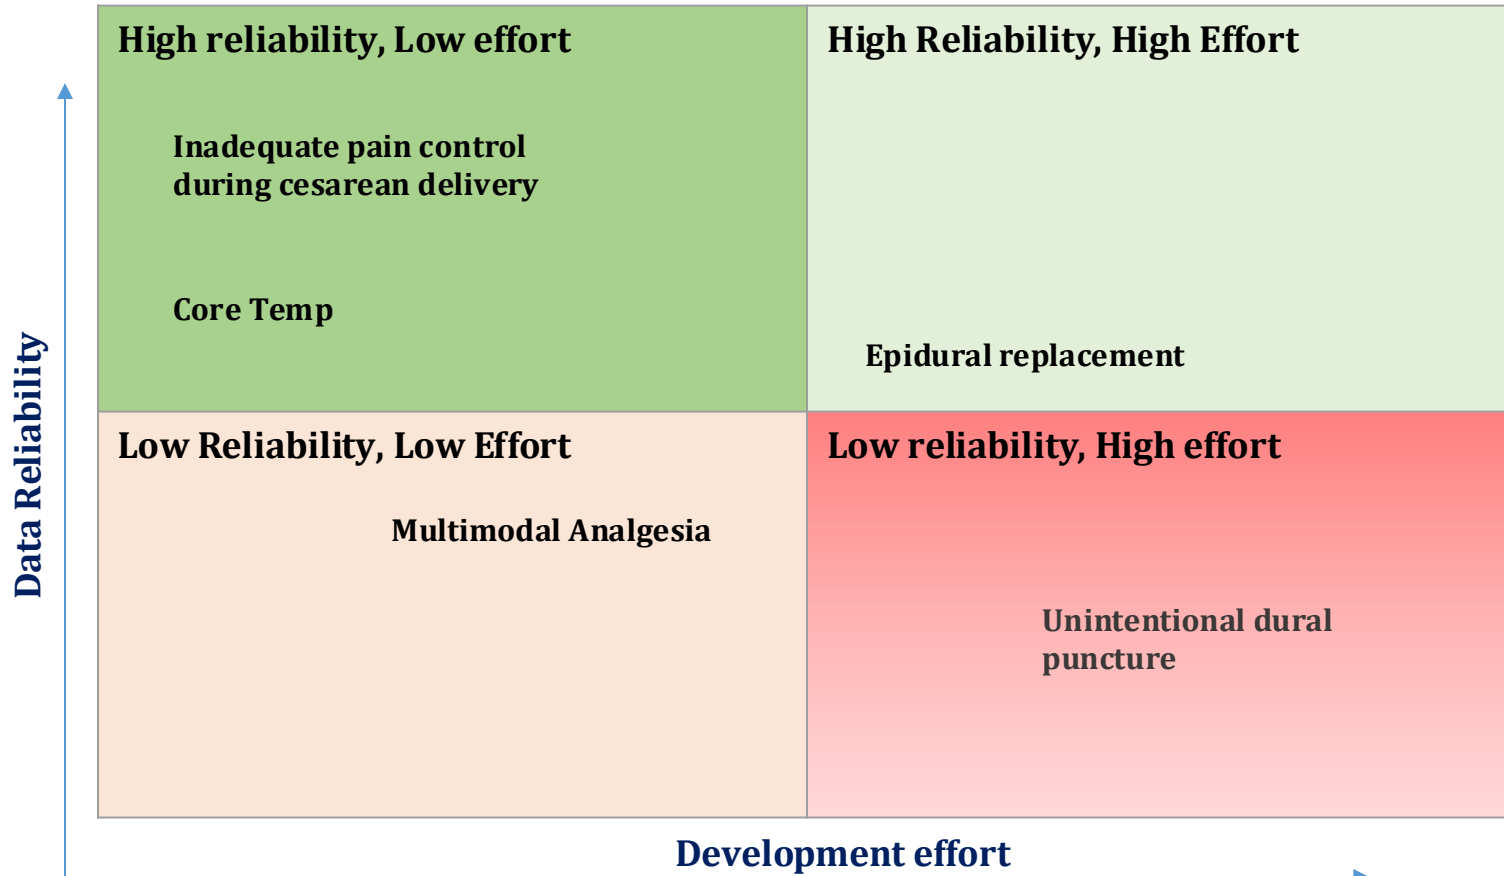 High reliability, Low effort
High Reliability, High Effort
Inadequate pain control
during cesarean delivery
Core Temp
Epidural replacement
Data Reliability
Low Reliability, Low Effort
Low reliability, High effort
Multimodal Analgesia
Unintentional dural
puncture
Development effort